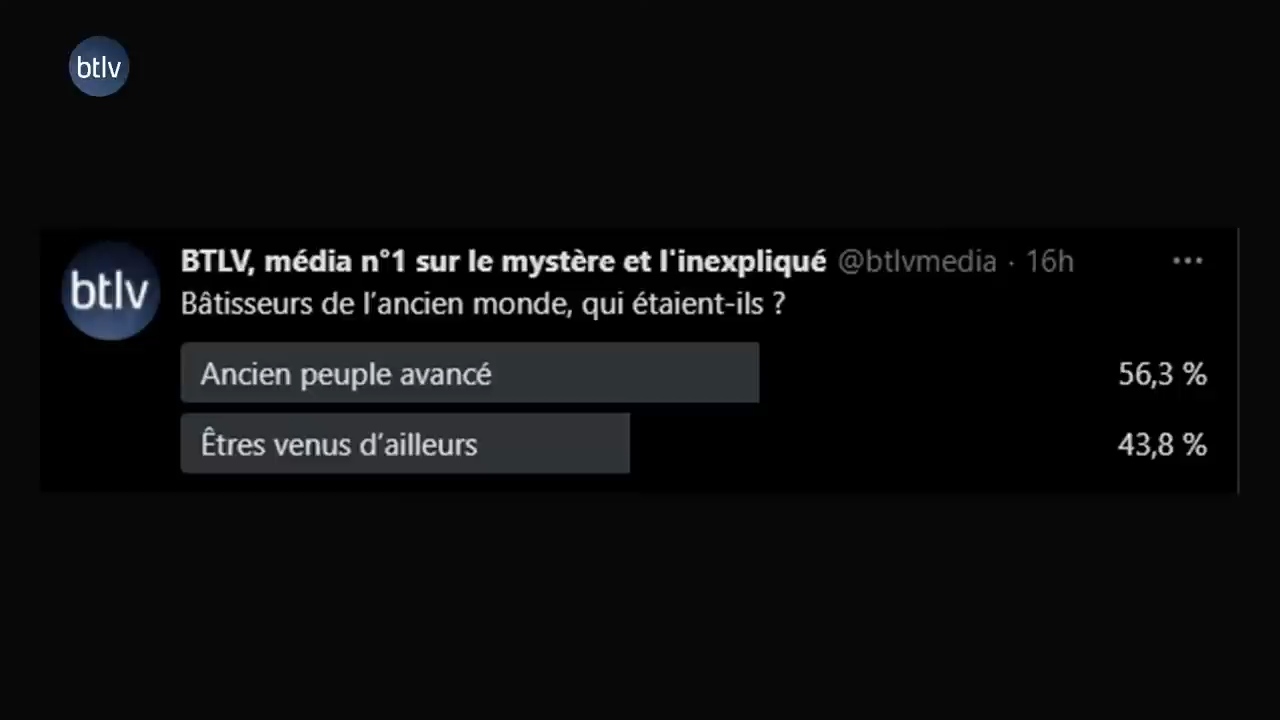 btlv
btlv
BTLV, média n°1 sur le mystère et l'inexpliqué @btlvmedia · 16h ...
Bâtisseurs de l’ancien monde, qui étaient-ils ?
Ancien peuple avancé 56,3 %
Êtres venus d’ailleurs 43,8 %